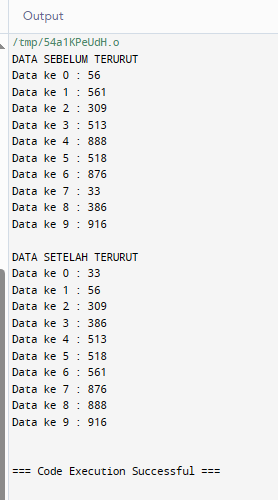 Output
/tmp/54a1KPeUdH.o
DATA SEBELUM TERURUT
Data ke 0 : 56
Data ke 1 : 561
Data ke 2 : 309
Data ke 3 : 513
Data ke 4 : 888
Data ke 5 : 518
Data ke 6 : 876
Data ke 7 : 33
Data ke 8 : 386
Data ke 9 : 916
DATA SETELAH TERURUT
Data ke 0 : 33
Data ke 1 : 56
Data ke 2 : 309
Data ke 3 : 386
Data ke 4 : 513
Data ke 5 : 518
Data ke 6 : 561
Data ke 7 : 876
Data ke 8 : 888
Data ke 9 : 916
=== Code Execution Successful ===